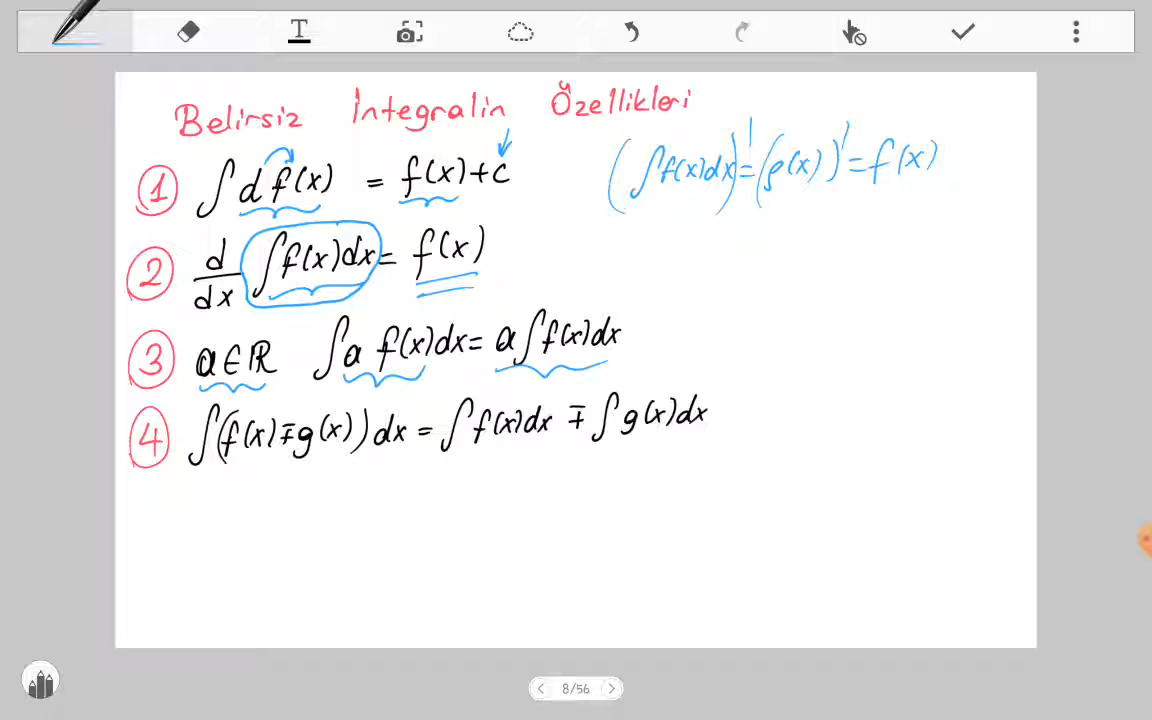 T
Belirsiz İntegralin Özellikleri
① ∫ d f(x) = f(x) + c
(∫f(x)dx)' = (g(x))' = f(x)
② d/dx ∫f(x)dx = f(x)
③ a∈ℝ ∫a f(x)dx = a∫f(x)dx
④ ∫(f(x)∓g(x))dx = ∫f(x)dx ∓ ∫g(x)dx
8/56